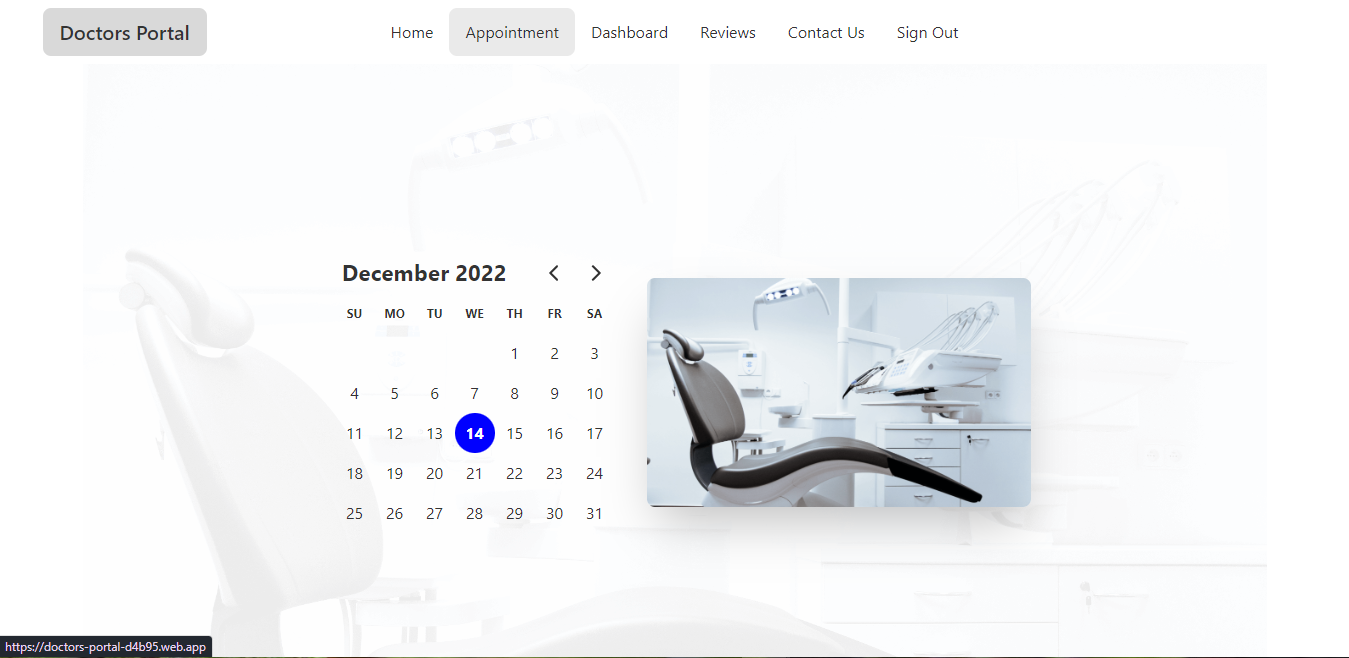 Doctors Portal Home Appointment Dashboard Reviews Contact Us Sign Out
December 2022
SU MO TU WE TH FR SA
1 2 3
4 5 6 7 8 9 10
11 12 13 14 15 16 17
18 19 20 21 22 23 24
25 26 27 28 29 30 31
https://doctors-portal-d4b95.web.app